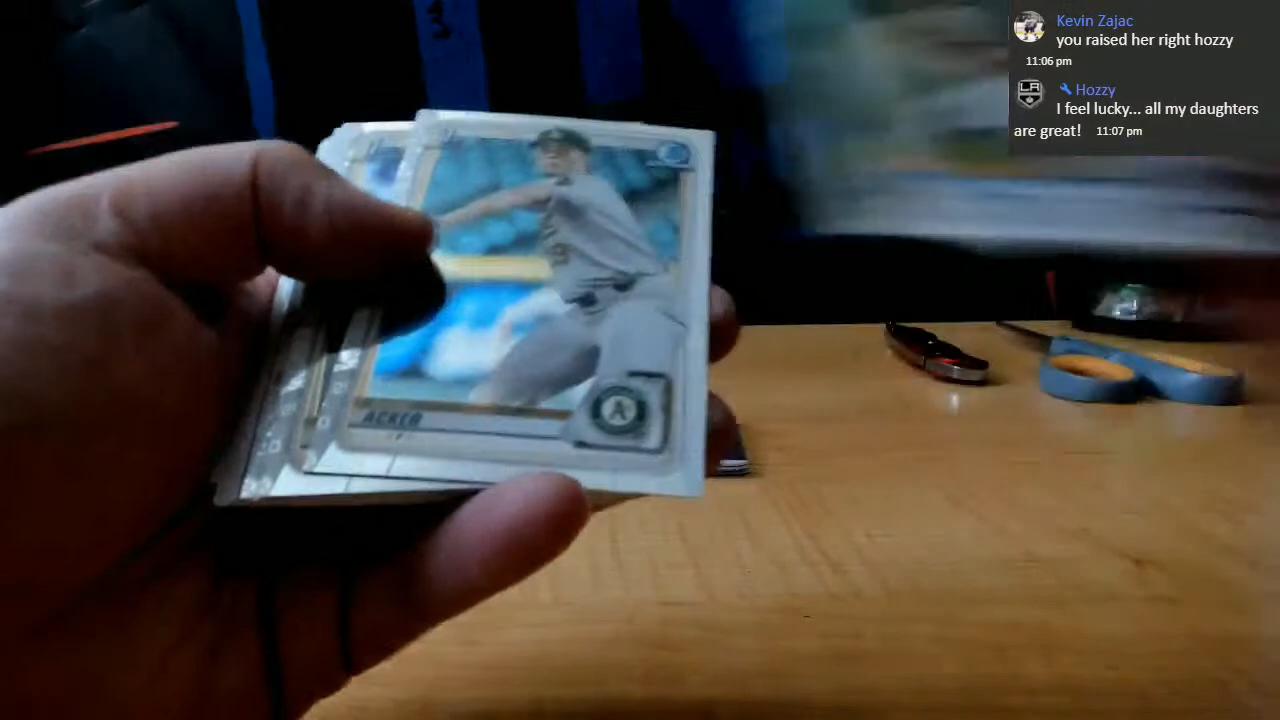 Kevin Zajac
you raised her right hozzy
11:06 pm
LA
Hozzy
I feel lucky... all my daughters
are great! 11:07 pm
ACKER
A